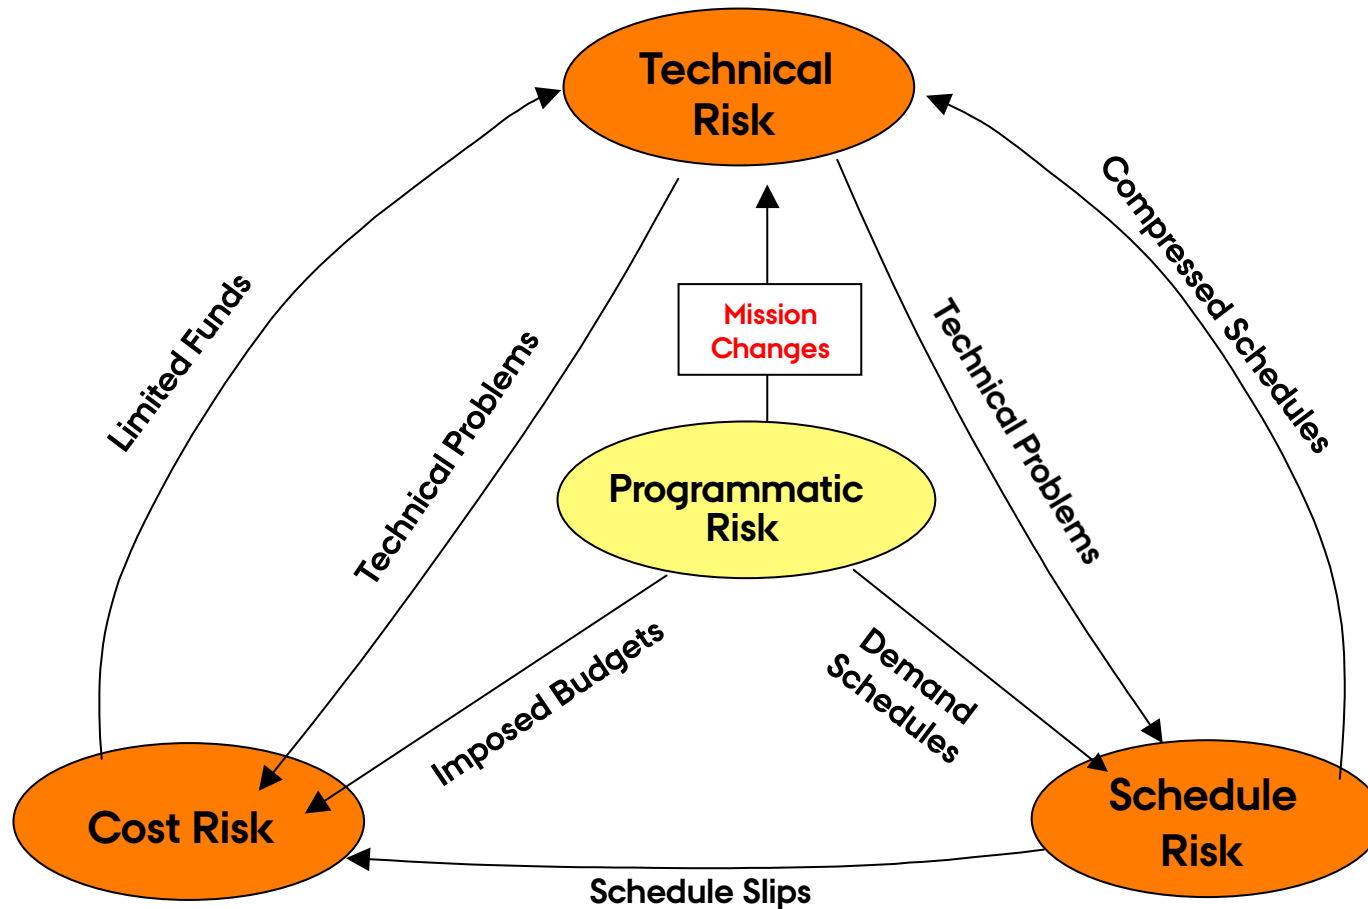 Technical
Risk
Compressed Schedules
Limited Funds
Mission
Changes
Technical Problems
Technical Problems
Programmatic
Risk
Imposed Budgets
Demand
Schedules
Cost Risk
Schedule
Risk
Schedule Slips